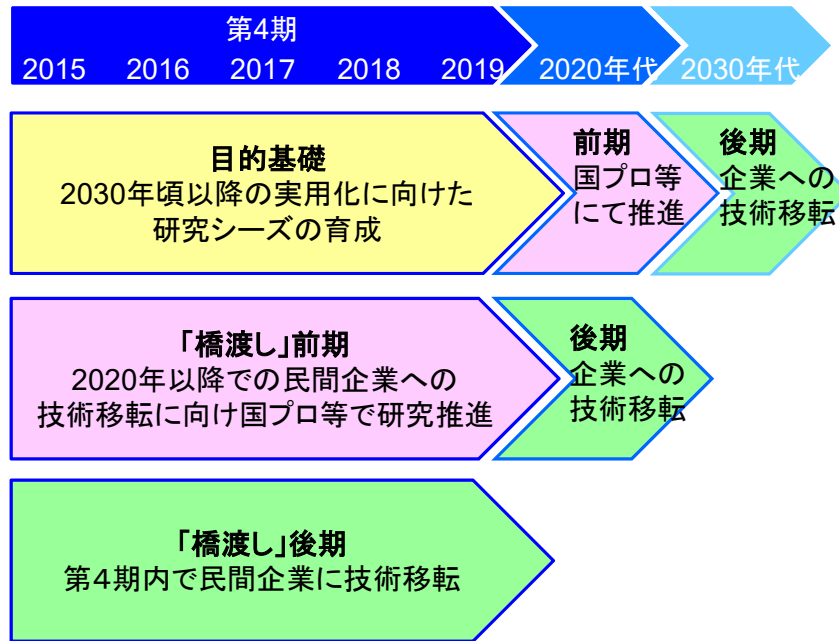 第4期
2015 2016 2017 2018 2019 2020年代 2030年代
目的基礎
2030年頃以降の実用化に向けた
研究シーズの育成
前期
国プロ等
にて推進
後期
企業への
技術移転
「橋渡し」前期
2020年以降での民間企業への
技術移転に向け国プロ等で研究推進
後期
企業への
技術移転
「橋渡し」後期
第4期内で民間企業に技術移転